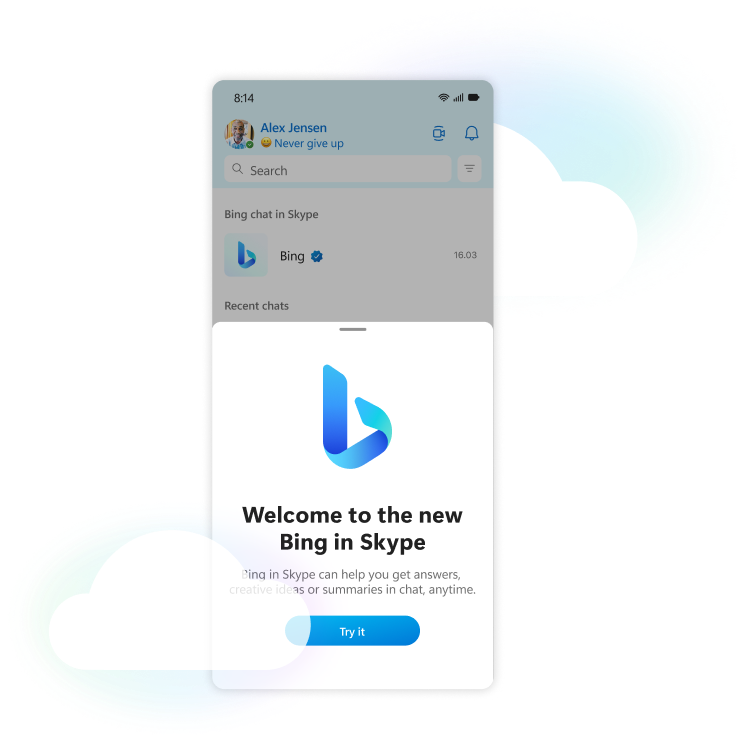 8:14
Alex Jensen
😀 Never give up
Search
Bing chat in Skype
Bing
16.03
Recent chats
Welcome to the new
Bing in Skype
Bing in Skype can help you get answers,
creative ideas or summaries in chat, anytime.
Try it